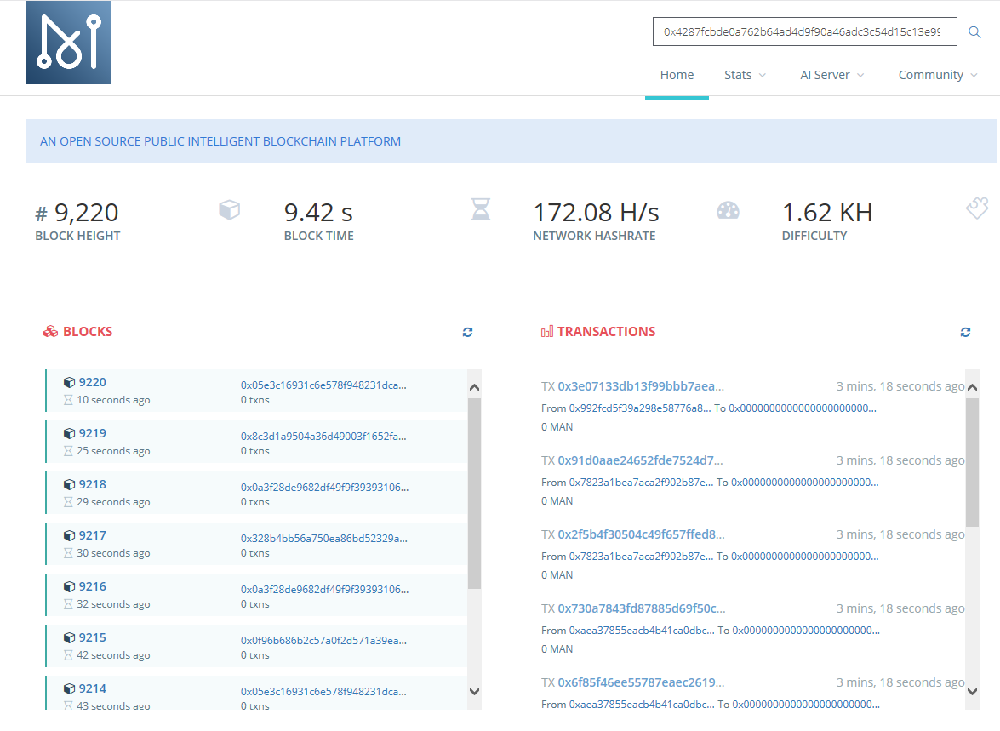 0x4287fcbde0a762b64ad4d9f90a46adc3c54d15c13e99
Home Stats AI Server Community
AN OPEN SOURCE PUBLIC INTELLIGENT BLOCKCHAIN PLATFORM
# 9,220
BLOCK HEIGHT
9.42 s
BLOCK TIME
172.08 H/s
NETWORK HASHRATE
1.62 KH
DIFFICULTY
BLOCKS
9220 0x05e3c16931c6e578f948231dca...
10 seconds ago 0 txns
9219 0x8c3d1a9504a36d49003f1652fa...
25 seconds ago 0 txns
9218 0x0a3f28de9682df49f9f39393106...
29 seconds ago 0 txns
9217 0x328b4bb56a750ea86bd52329a...
30 seconds ago 0 txns
9216 0x0a3f28de9682df49f9f39393106...
32 seconds ago 0 txns
9215 0x0f96b686b2c57a0f2d571a39ea...
42 seconds ago 0 txns
9214 0x05e3c16931c6e578f948231dca...
43 seconds ago 0 txns
TRANSACTIONS
TX 0x3e07133db13f99bbb7aea... 3 mins, 18 seconds ago
From 0x992fcd5f39a298e58776a8... To 0x0000000000000000000000...
0 MAN
TX 0x91d0aae24652fde7524d7... 3 mins, 18 seconds ago
From 0x7823a1bea7aca2f902b87e... To 0x0000000000000000000000...
0 MAN
TX 0x2f5b4f30504c49f657ffed8... 3 mins, 18 seconds ago
From 0x7823a1bea7aca2f902b87e... To 0x0000000000000000000000...
0 MAN
TX 0x730a7843fd87885d69f50c... 3 mins, 18 seconds ago
From 0xaea37855eacb4b41ca0dbc... To 0x0000000000000000000000...
0 MAN
TX 0x6f85f46ee55787eaec2619... 3 mins, 18 seconds ago
From 0xaea37855eacb4b41ca0dbc... To 0x0000000000000000000000...